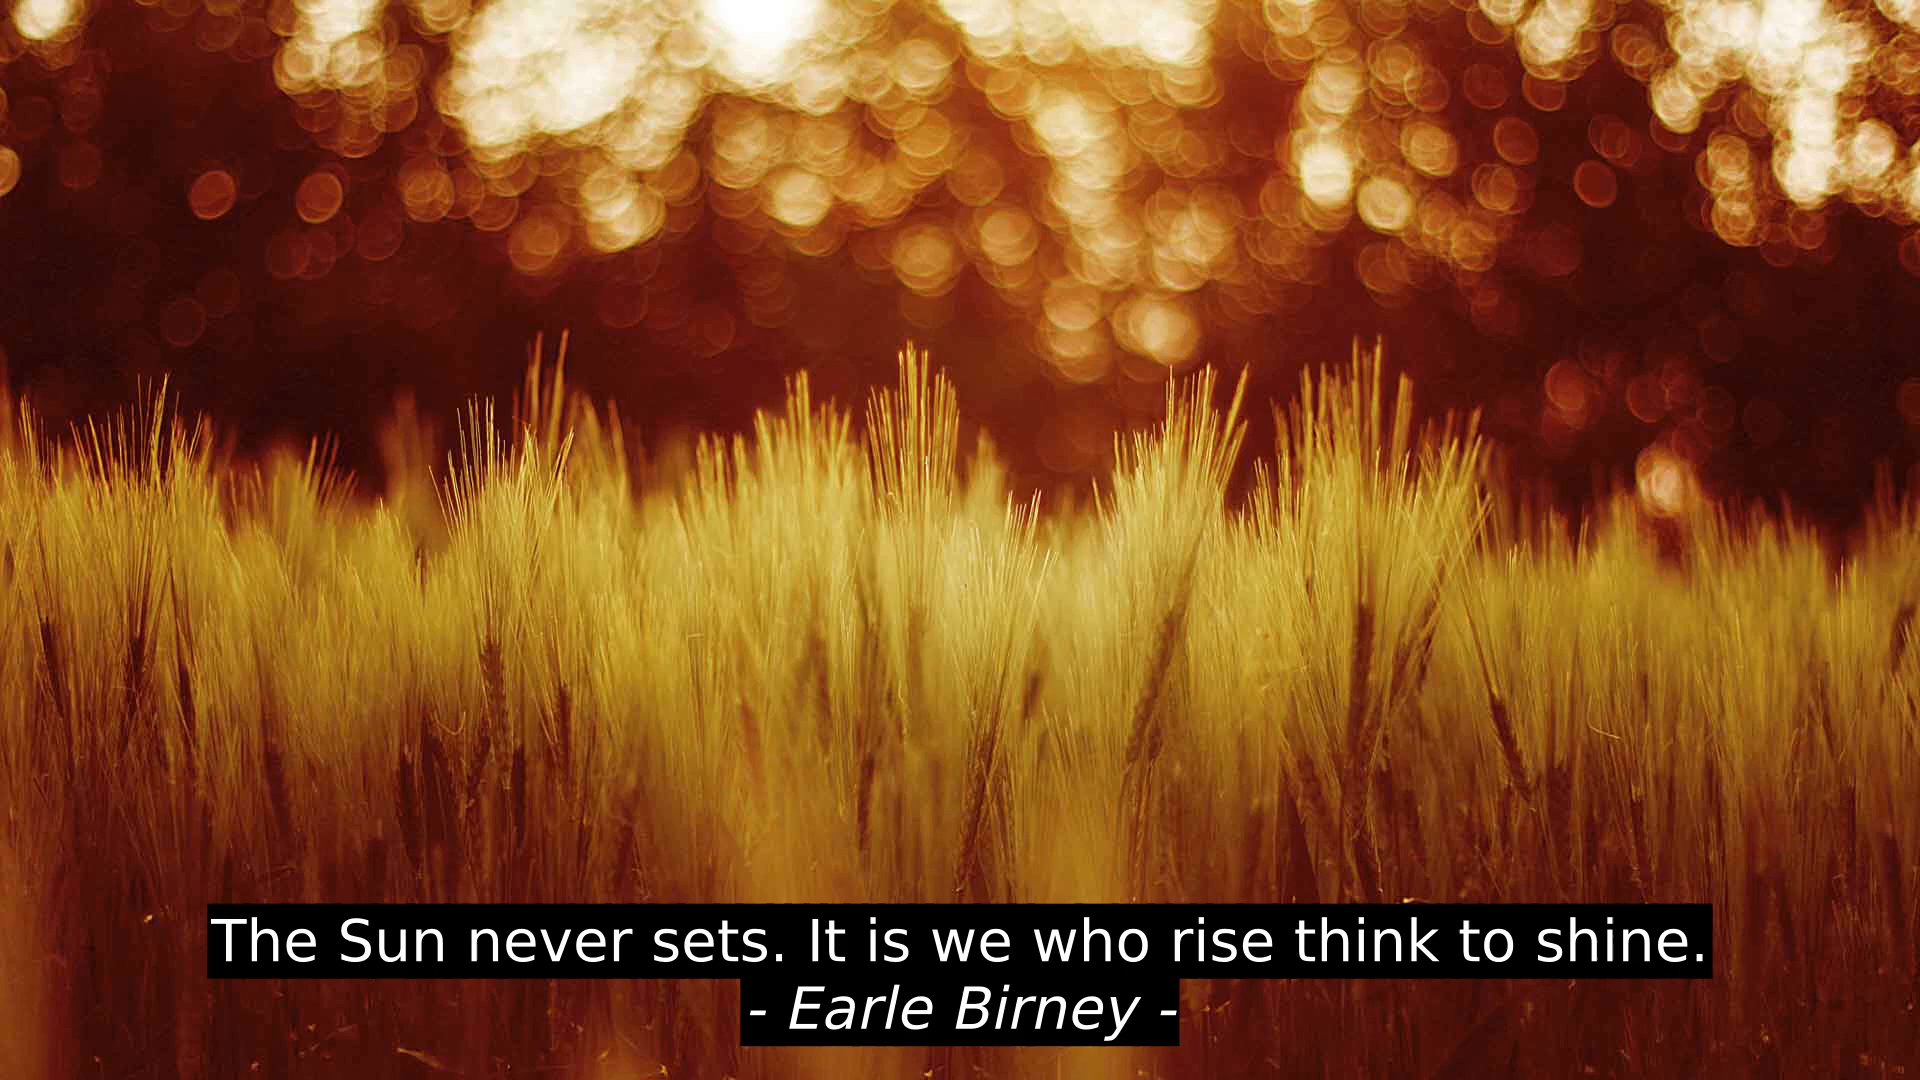 The Sun never sets. It is we who rise think to shine.
- Earle Birney -